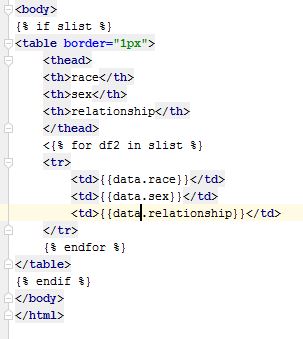 <body>
{% if slist %}
<table border="1px">
<thead>
<th>race</th>
<th>sex</th>
<th>relationship</th>
</thead>
<{% for df2 in slist %}
<tr>
<td>{{data.race}}</td>
<td>{{data.sex}}</td>
<td>{{data.relationship}}</td>
</tr>
{% endfor %}
</table>
{% endif %}
</body>
</html>